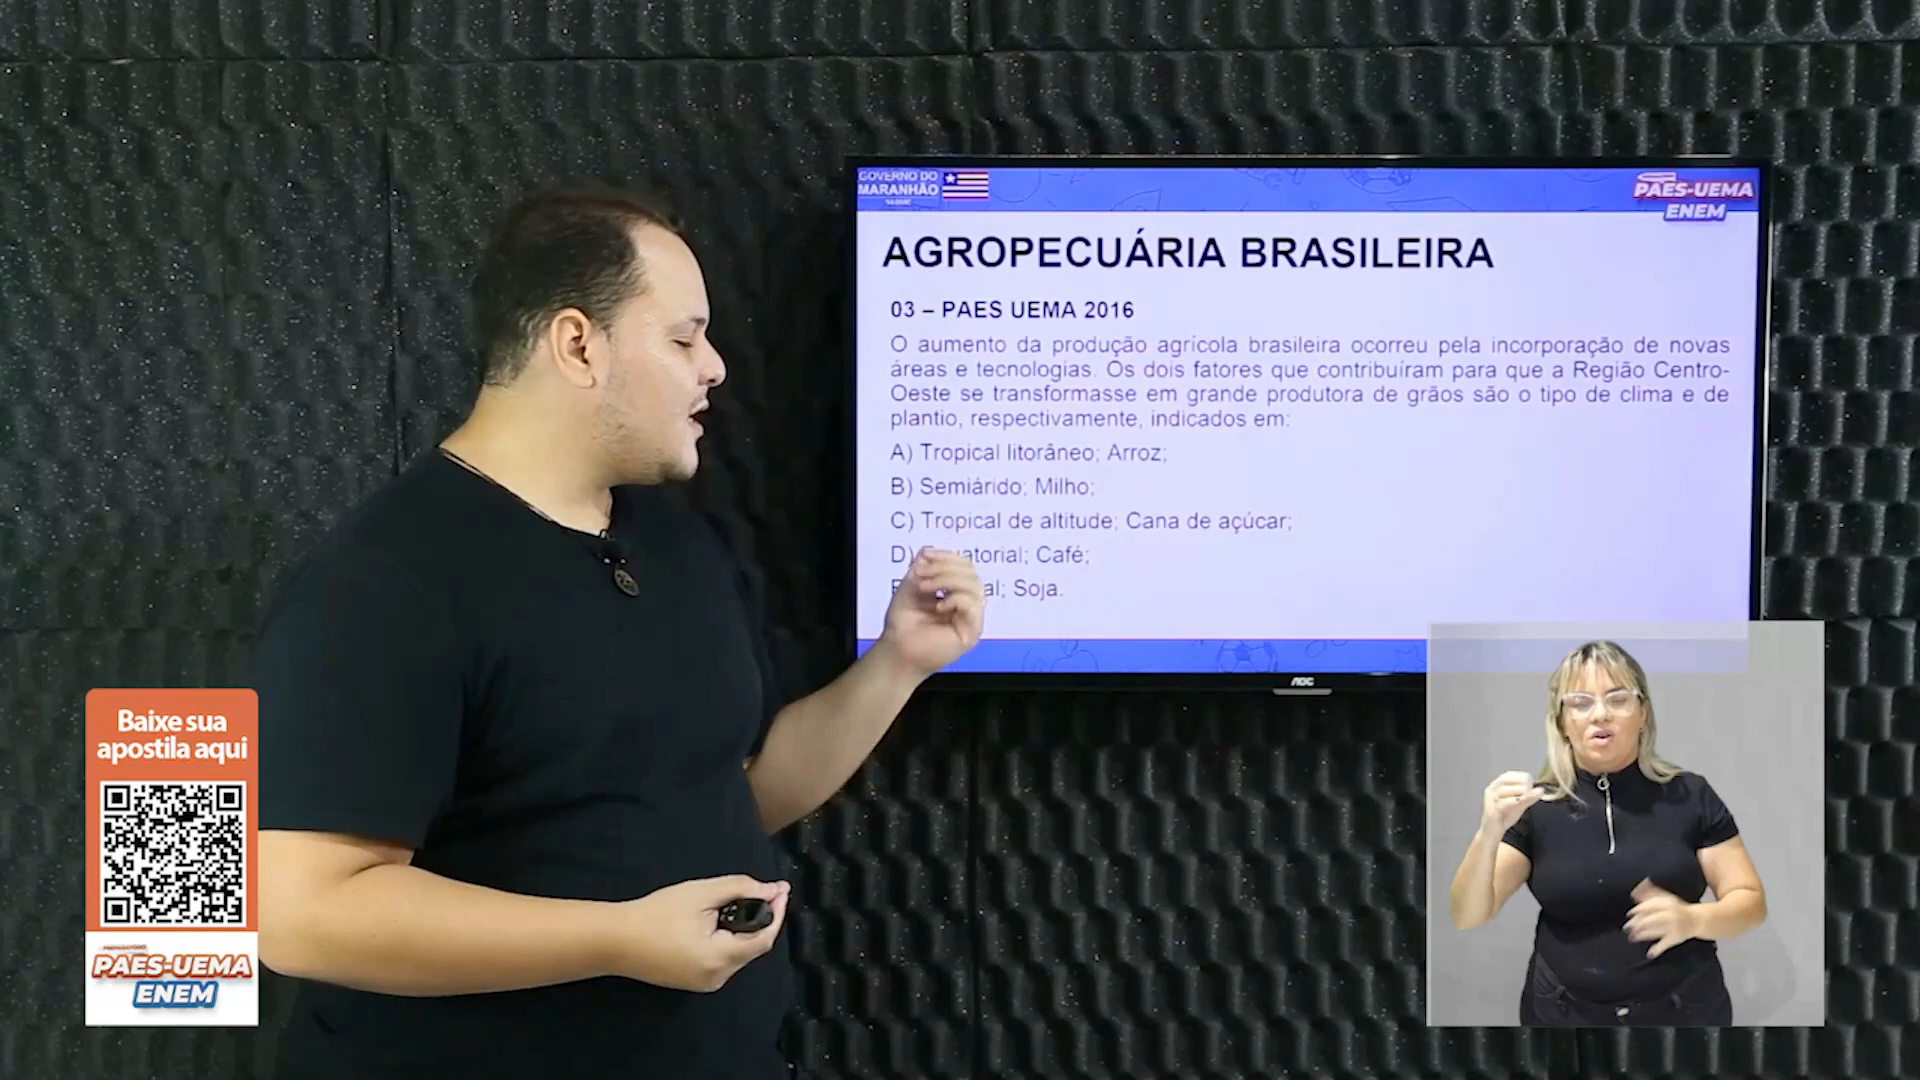 GOVERNO DO
MARANHÃO
PAES-UEMA
ENEM
AGROPECUÁRIA BRASILEIRA
03 – PAES UEMA 2016
O aumento da produção agrícola brasileira ocorreu pela incorporação de novas
áreas e tecnologias. Os dois fatores que contribuíram para que a Região Centro-
Oeste se transformasse em grande produtora de grãos são o tipo de clima e de
plantio, respectivamente, indicados em:
A) Tropical litorâneo; Arroz;
B) Semiárido; Milho;
C) Tropical de altitude; Cana de açúcar;
D) Café;
Soja.
AOC
Baixe sua
apostila aqui
PAES-UEMA
ENEM